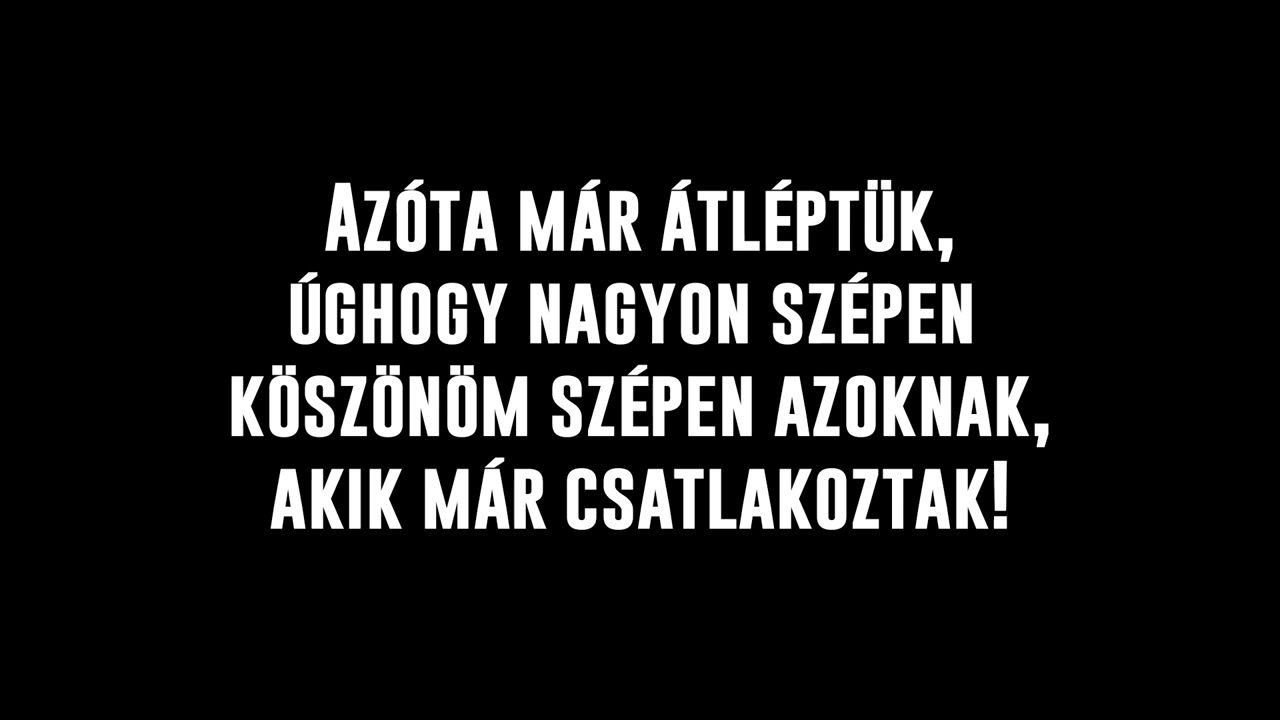 Azóta már átléptük,
úghogy nagyon szépen
köszönöm szépen azoknak,
akik már csatlakoztak!